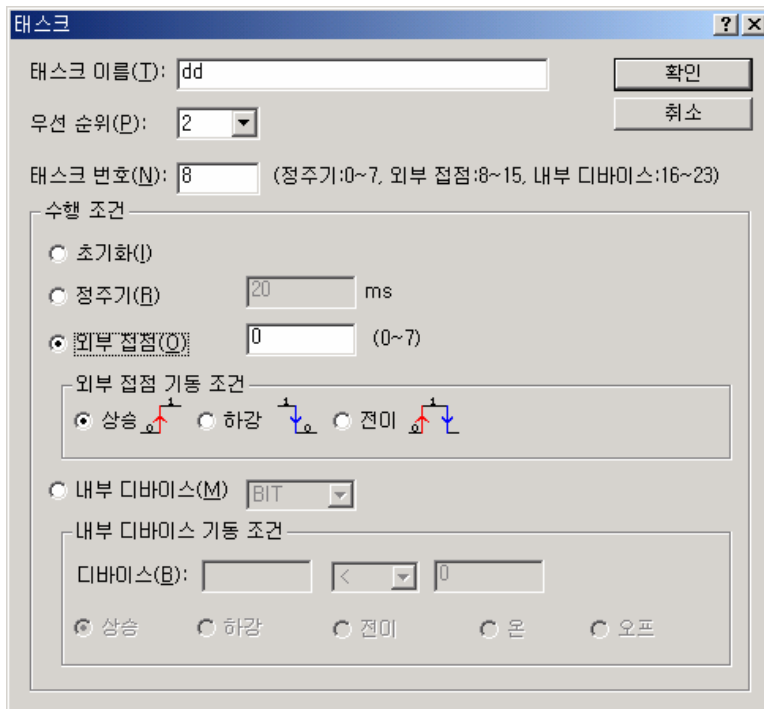 태스크
태스크 이름(T): dd
확인
우선 순위(P): 2
취소
태스크 번호(N): 8 (정주기:0~7, 외부 접점:8~15, 내부 디바이스:16~23)
수행 조건
초기화(I)
정주기(R) 20 ms
외부 접점(O) 0 (0~7)
외부 접점 기동 조건
상승 0 1 하강 1 0 전이 0 1
내부 디바이스(M) BIT
내부 디바이스 기동 조건
디바이스(B): < 0
상승 하강 전이 온 오프